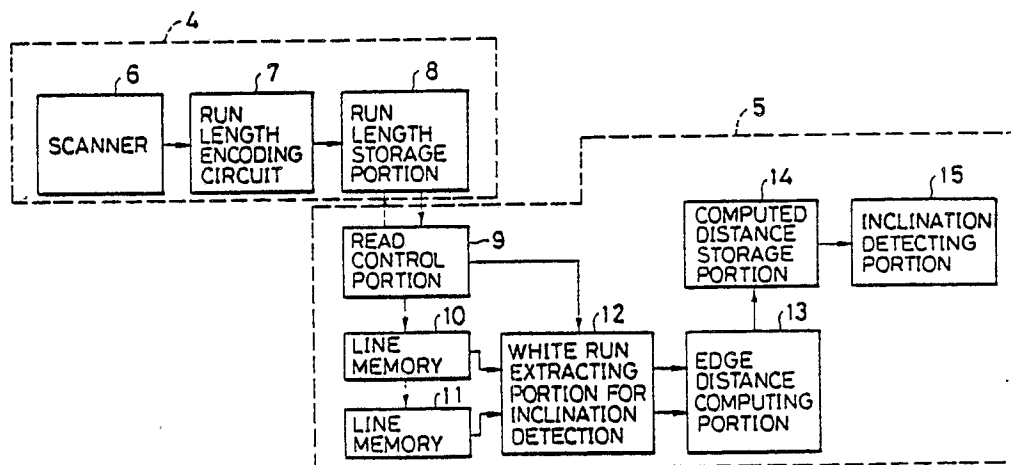 4
6
7
8
SCANNER
RUN
LENGTH
ENCODING
CIRCUIT
RUN
LENGTH
STORAGE
PORTION
5
9
READ
CONTROL
PORTION
10
LINE
MEMORY
11
LINE
MEMORY
12
WHITE RUN
EXTRACTING
PORTION FOR
INCLINATION
DETECTION
13
EDGE
DISTANCE
COMPUTING
PORTION
14
COMPUTED
DISTANCE
STORAGE
PORTION
15
INCLINATION
DETECTING
PORTION